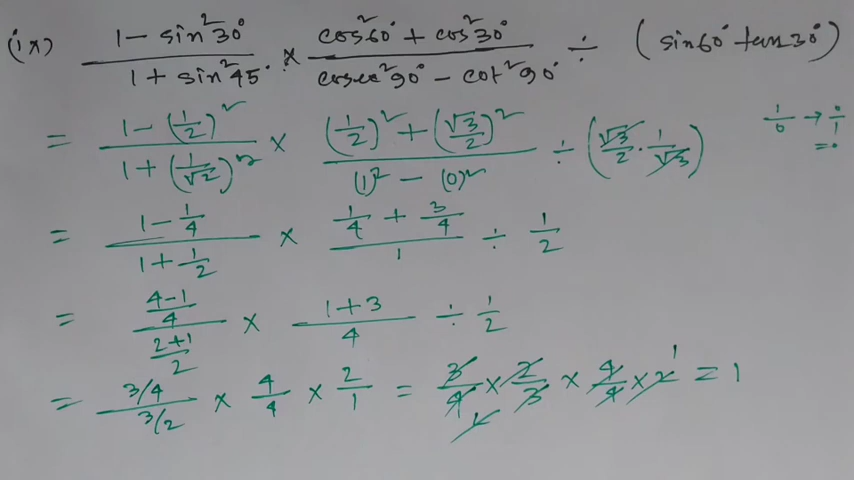 (ix) (1 - sin²30°)/(1 + sin²45°) × (cos²60° + cos²30°)/(cosec²90° - cot²90°) ÷ (sin60° tan30°)
= (1 - (1/2)²)/(1 + (1/√2)²) × ((1/2)² + (√3/2)²)/((1)² - (0)²) ÷ (√3/2 · 1/√3) 1/0 → 0/1 = 0
= (1 - 1/4)/(1 + 1/2) × (1/4 + 3/4)/1 ÷ 1/2
= ((4-1)/4)/((2+1)/2) × (1+3)/4 ÷ 1/2
= (3/4)/(3/2) × 4/4 × 2/1 = 3/4 × 2/3 × 4/4 × 2 = 1